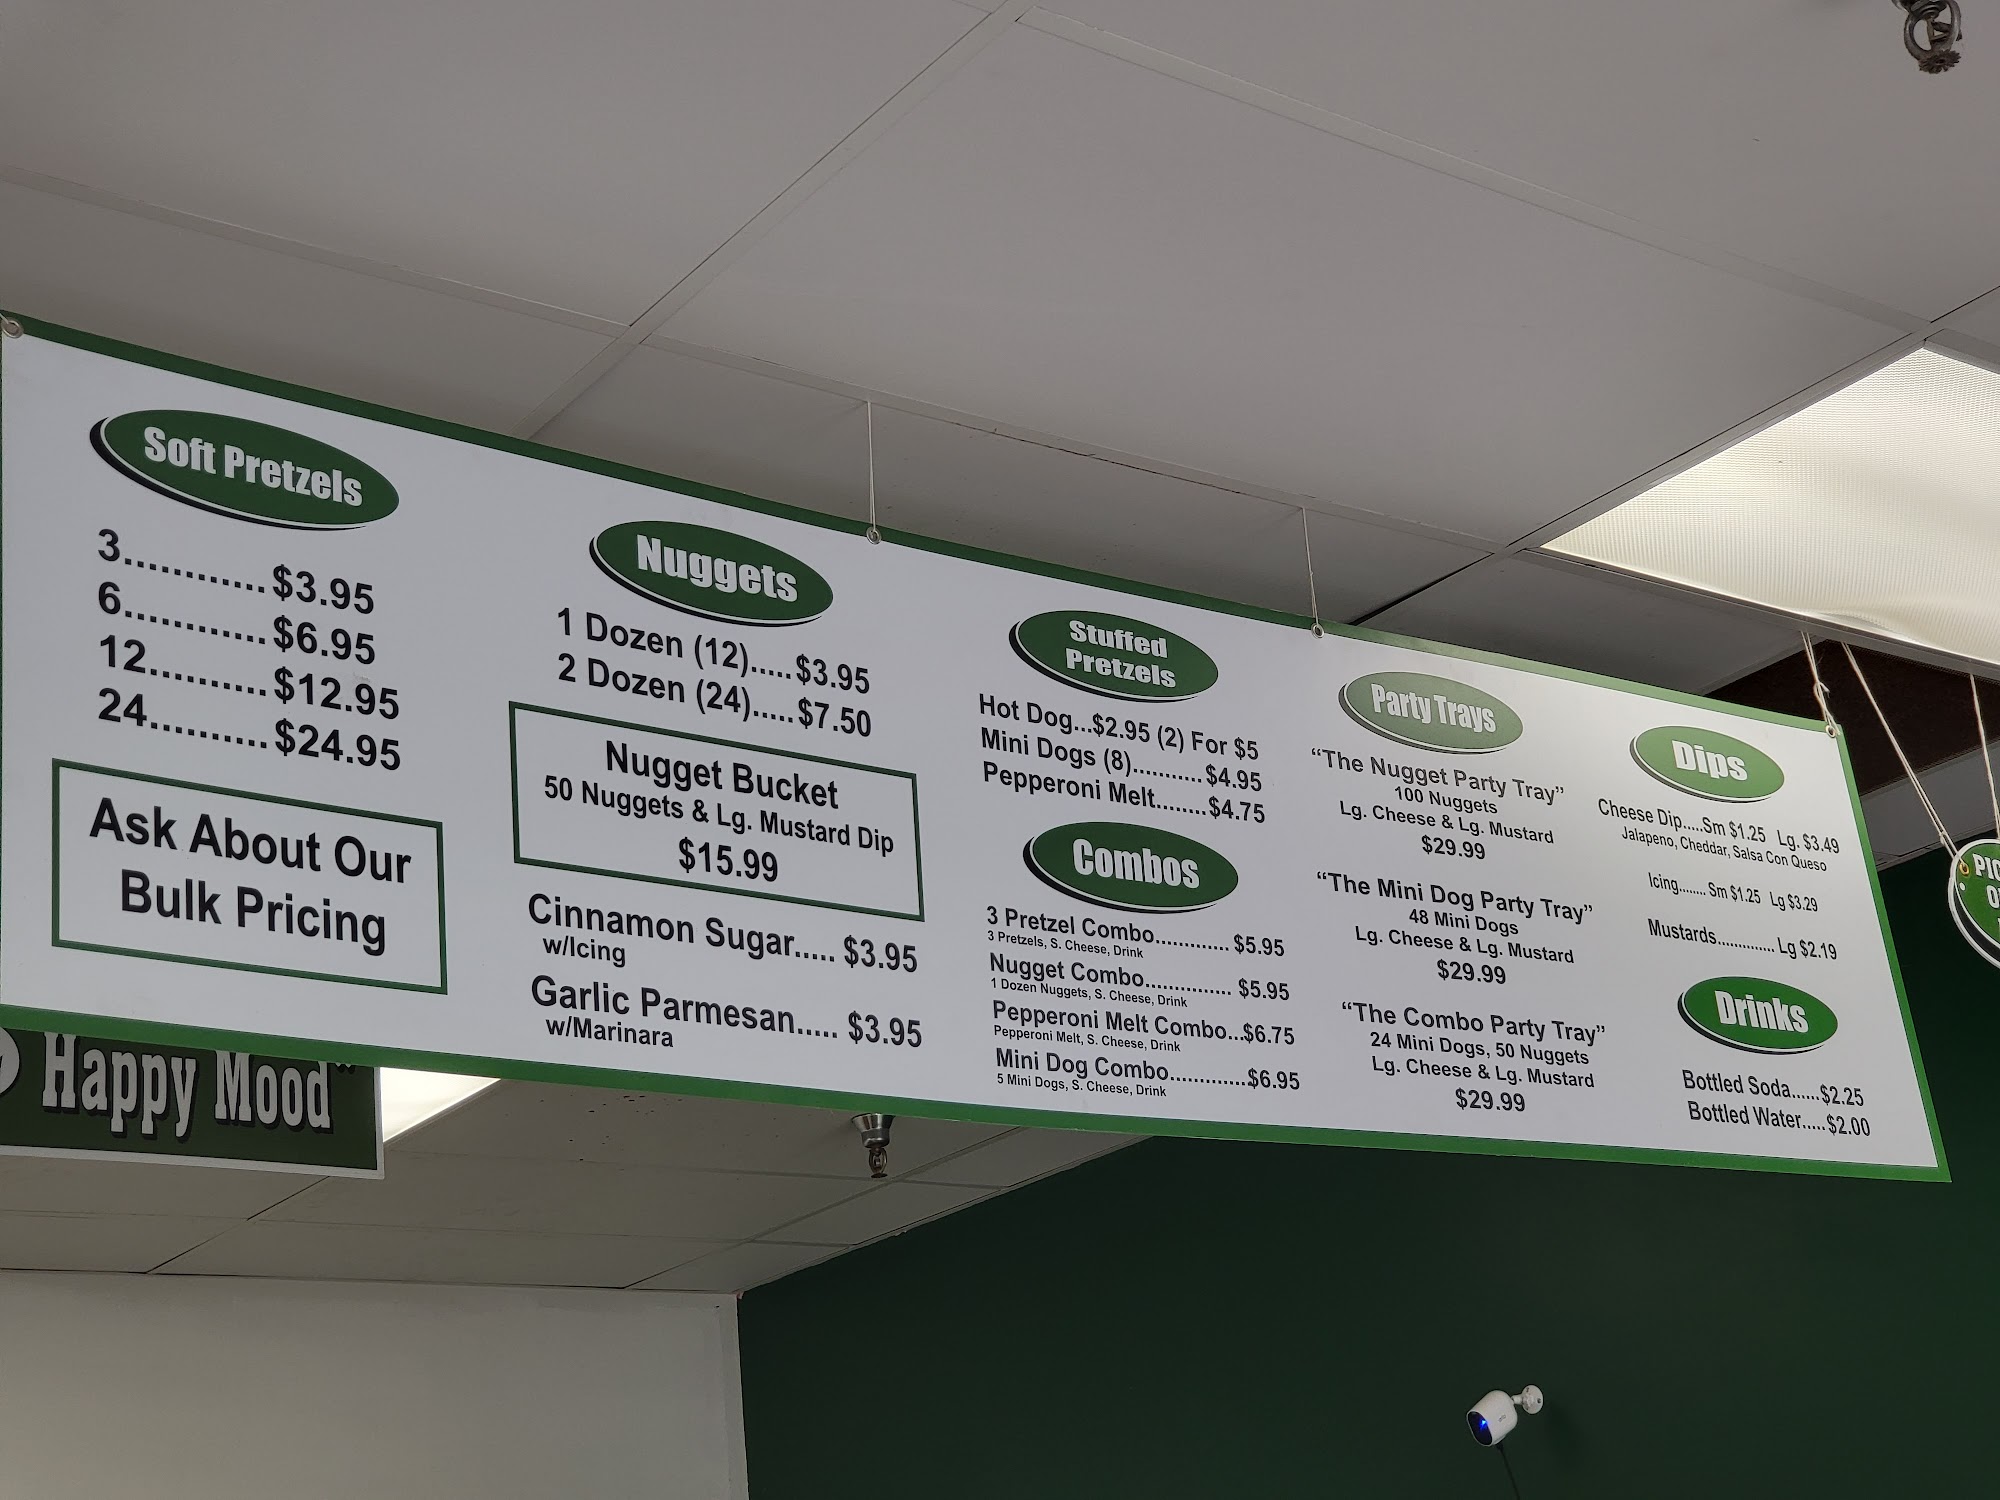 Soft Pretzels
3............$3.95
6............$6.95
12..........$12.95
24..........$24.95
Ask About Our
Bulk Pricing
Nuggets
1 Dozen (12).....$3.95
2 Dozen (24).....$7.50
Nugget Bucket
50 Nuggets & Lg. Mustard Dip
$15.99
Cinnamon Sugar..... $3.95
w/Icing
Garlic Parmesan..... $3.95
w/Marinara
Stuffed
Pretzels
Hot Dog...$2.95 (2) For $5
Mini Dogs (8)........... $4.95
Pepperoni Melt........$4.75
Combos
3 Pretzel Combo............. $5.95
3 Pretzels, S. Cheese, Drink
Nugget Combo............... $5.95
1 Dozen Nuggets, S. Cheese, Drink
Pepperoni Melt Combo...$6.75
Pepperoni Melt, S. Cheese, Drink
Mini Dog Combo.............$6.95
5 Mini Dogs, S. Cheese, Drink
Party Trays
“The Nugget Party Tray”
100 Nuggets
Lg. Cheese & Lg. Mustard
$29.99
“The Mini Dog Party Tray”
48 Mini Dogs
Lg. Cheese & Lg. Mustard
$29.99
“The Combo Party Tray”
24 Mini Dogs, 50 Nuggets
Lg. Cheese & Lg. Mustard
$29.99
Dips
Cheese Dip.....Sm $1.25 Lg. $3.49
Jalapeno, Cheddar, Salsa Con Queso
Icing........ Sm $1.25 Lg $3.29
Mustards.............. Lg $2.19
Drinks
Bottled Soda......$2.25
Bottled Water.....$2.00
Happy Mood”